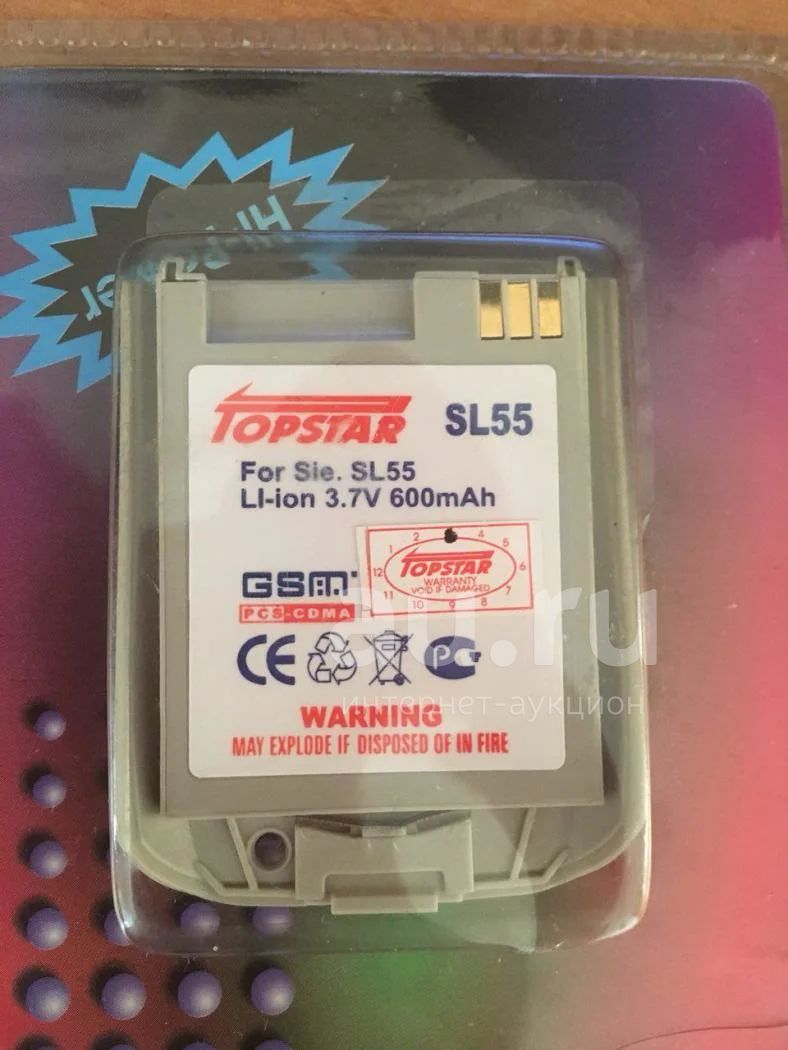 Hi-Power
TOPSTAR SL55
For Sie. SL55
LI-ion 3.7V 600mAh
1 2 4 5 6 7 8 9 10 11 12
TOPSTAR
WARRANTY
VOID IF DAMAGED
GSM
PCS-CDMA
CE
РСТ
au.ru
интернет-аукцион
WARNING
MAY EXPLODE IF DISPOSED OF IN FIRE